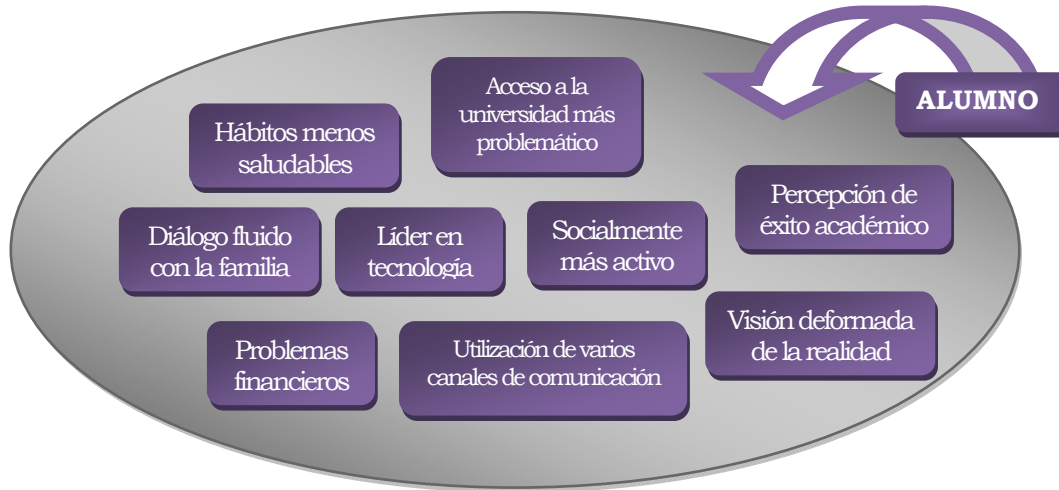 Acceso a la
universidad más
problemático
ALUMNO
Hábitos menos
saludables
Percepción de
éxito académico
Diálogo fluido
con la familia
Líder en
tecnología
Socialmente
más activo
Visión deformada
de la realidad
Problemas
financieros
Utilización de varios
canales de comunicación